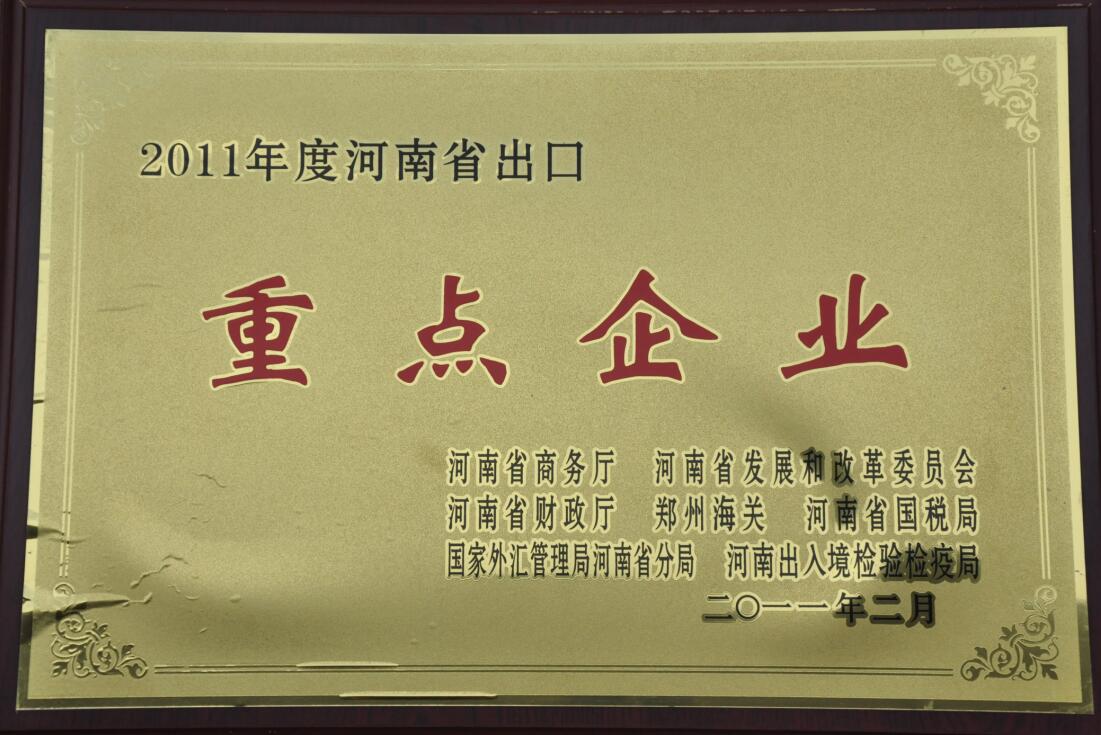 2011年度河南省出口
重点企业
河南省商务厅 河南省发展和改革委员会
河南省财政厅 郑州海关 河南省国税局
国家外汇管理局河南省分局 河南出入境检验检疫局
二〇一一年二月